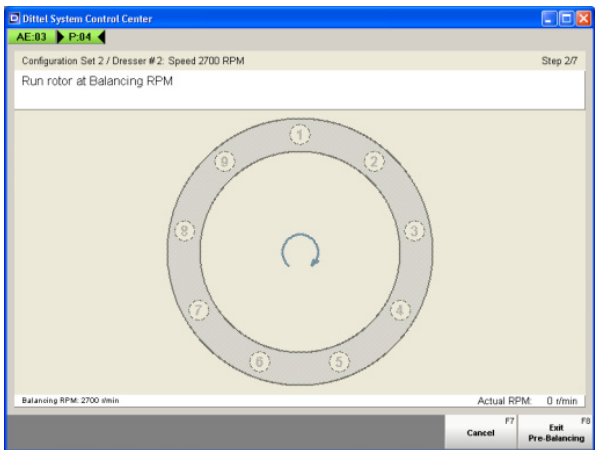 Dittel System Control Center
AE:03 P:04
Configuration Set 2 / Dresser #2: Speed 2700 RPM Step 2/7
Run rotor at Balancing RPM
1
9 2
8 3
7 4
6 5
Balancing RPM: 2700 r/min Actual RPM: 0 r/min
F7 F8
Cancel Exit
Pre-Balancing